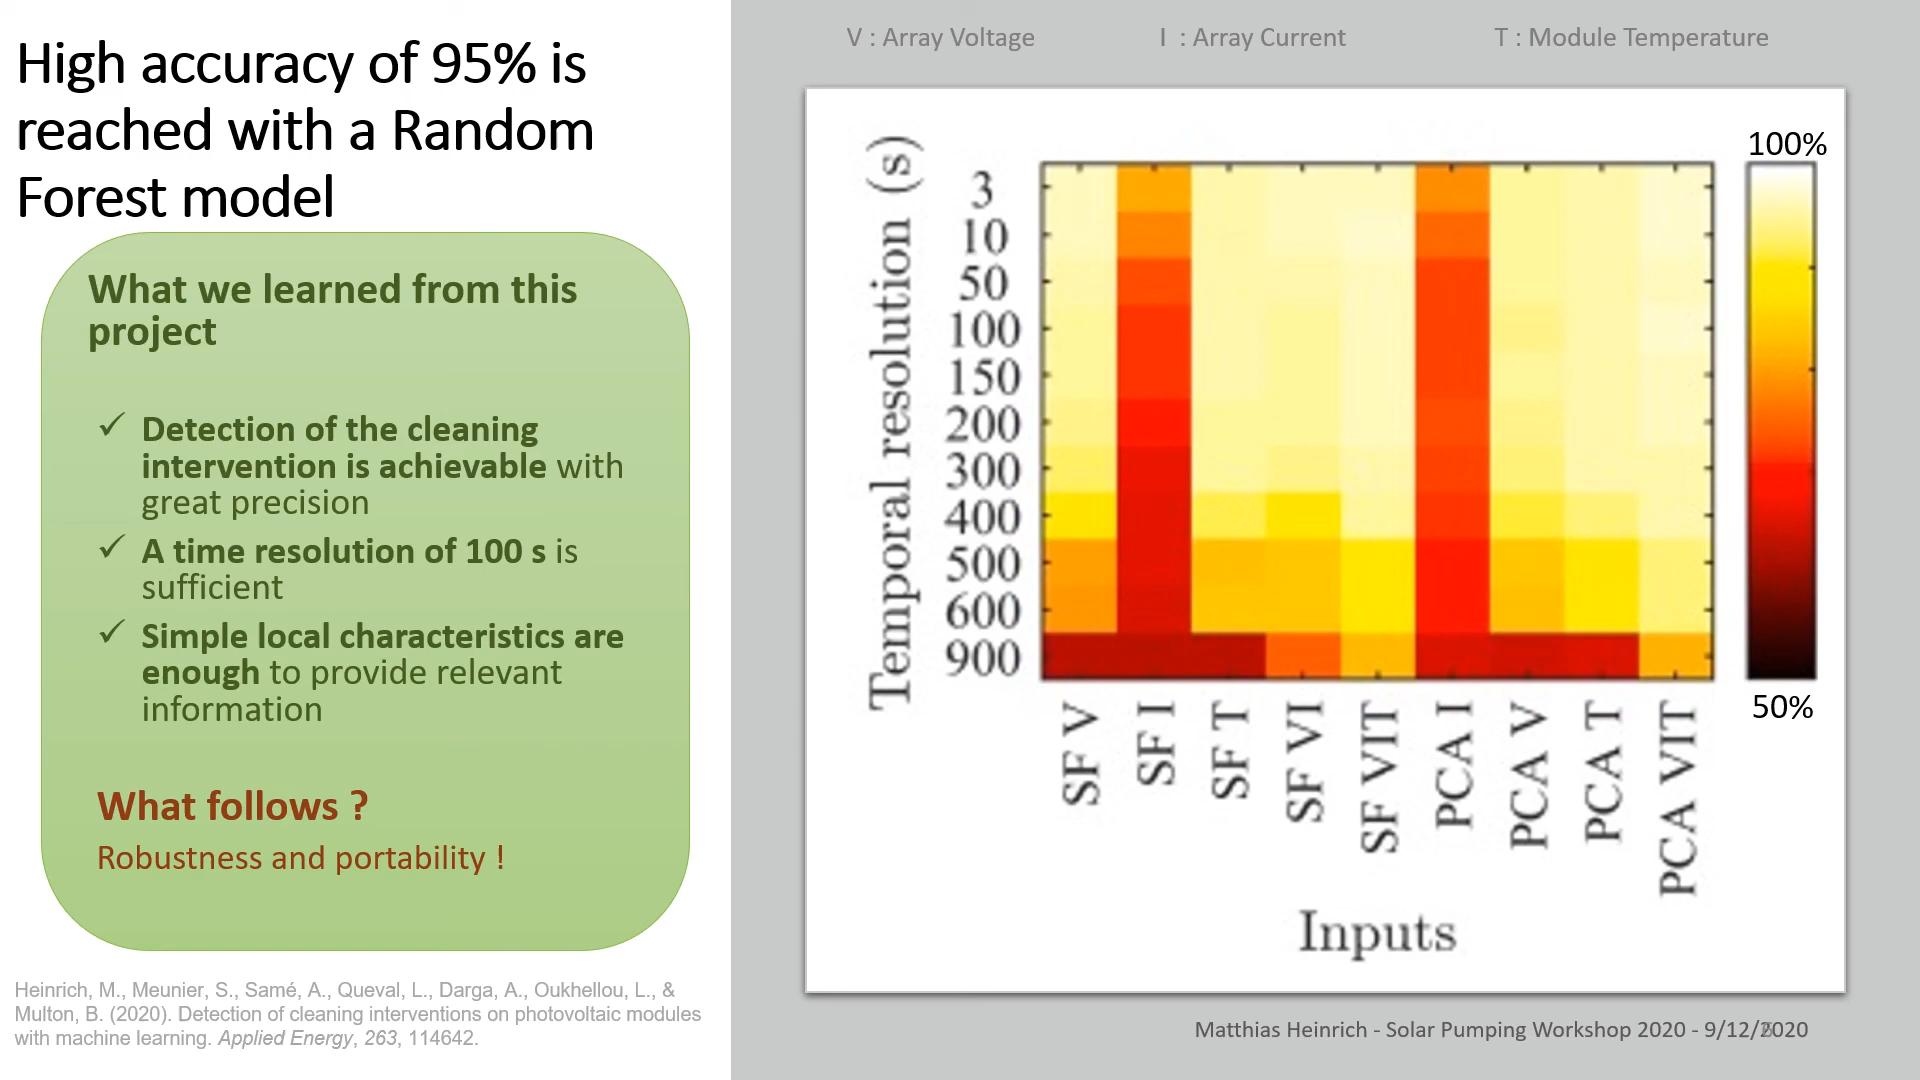 High accuracy of 95% is
reached with a Random
Forest model
What we learned from this
project
✓ Detection of the cleaning
intervention is achievable with
great precision
✓ A time resolution of 100 s is
sufficient
✓ Simple local characteristics are
enough to provide relevant
information
What follows ?
Robustness and portability !
Heinrich, M., Meunier, S., Samé, A., Queval, L., Darga, A., Oukhellou, L., &
Multon, B. (2020). Detection of cleaning interventions on photovoltaic modules
with machine learning. Applied Energy, 263, 114642.
V : Array Voltage
I : Array Current
T : Module Temperature
Temporal resolution (s)
3
10
50
100
150
200
300
400
500
600
900
SF V
SF I
SF T
SF VI
SF VIT
PCA I
PCA V
PCA T
PCA VIT
Inputs
100%
50%
Matthias Heinrich - Solar Pumping Workshop 2020 - 9/12/2020